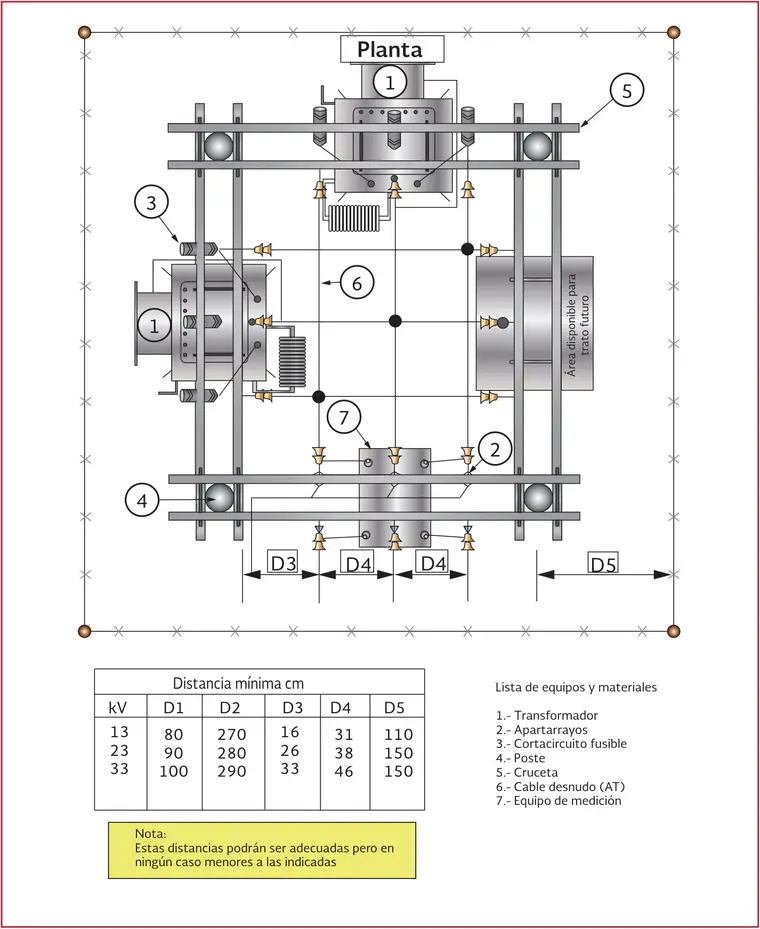 Planta
1
5
3
6
1
Área disponible para
trato futuro
7
2
4
D3
D4
D4
D5
Distancia mínima cm
kV D1 D2 D3 D4 D5
13 80 270 16 31 110
23 90 280 26 38 150
33 100 290 33 46 150
Lista de equipos y materiales
1.- Transformador
2.- Apartarrayos
3.- Cortacircuito fusible
4.- Poste
5.- Cruceta
6.- Cable desnudo (AT)
7.- Equipo de medición
Nota:
Estas distancias podrán ser adecuadas pero en
ningún caso menores a las indicadas